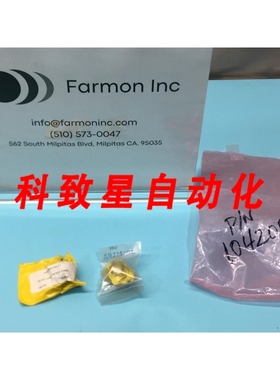 Farmon Inc
info@farmoninc.com
(510) 573-0047
562 South Milpitas Blvd, Milpitas CA, 95035
科致星自动化
P/N
10420